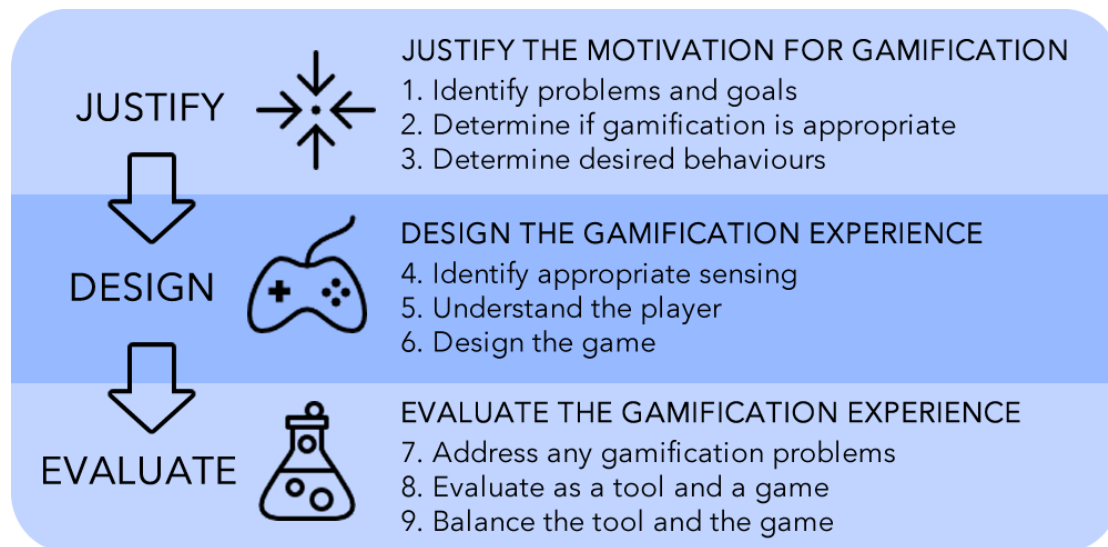 JUSTIFY
JUSTIFY THE MOTIVATION FOR GAMIFICATION
1. Identify problems and goals
2. Determine if gamification is appropriate
3. Determine desired behaviours
DESIGN
DESIGN THE GAMIFICATION EXPERIENCE
4. Identify appropriate sensing
5. Understand the player
6. Design the game
EVALUATE
EVALUATE THE GAMIFICATION EXPERIENCE
7. Address any gamification problems
8. Evaluate as a tool and a game
9. Balance the tool and the game